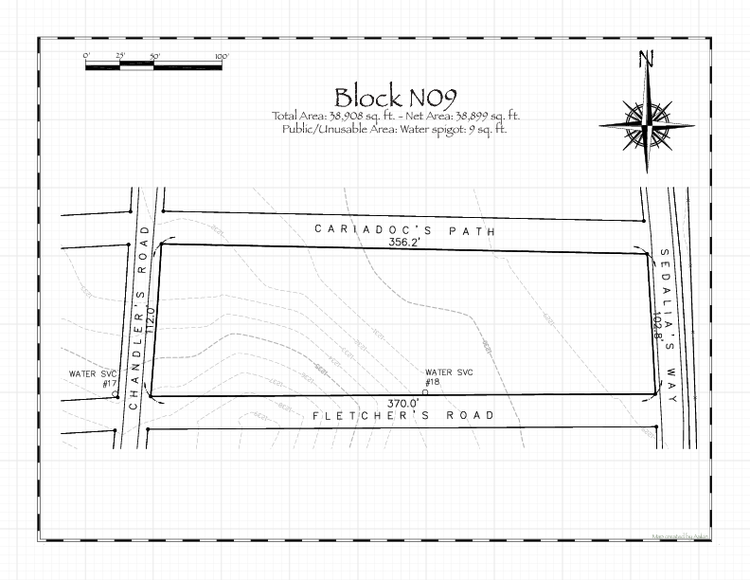 0' 25' 50' 100'
N
Block N09
Total Area: 38,908 sq. ft. - Net Area: 38,899 sq. ft.
Public/Unusable Area: Water spigot: 9 sq. ft.
CARIADOC'S PATH
356.2'
CHANDLER'S ROAD
112.0'
SEDALIA'S WAY
102.8'
WATER SVC
#17
WATER SVC
#18
370.0'
FLETCHER'S ROAD